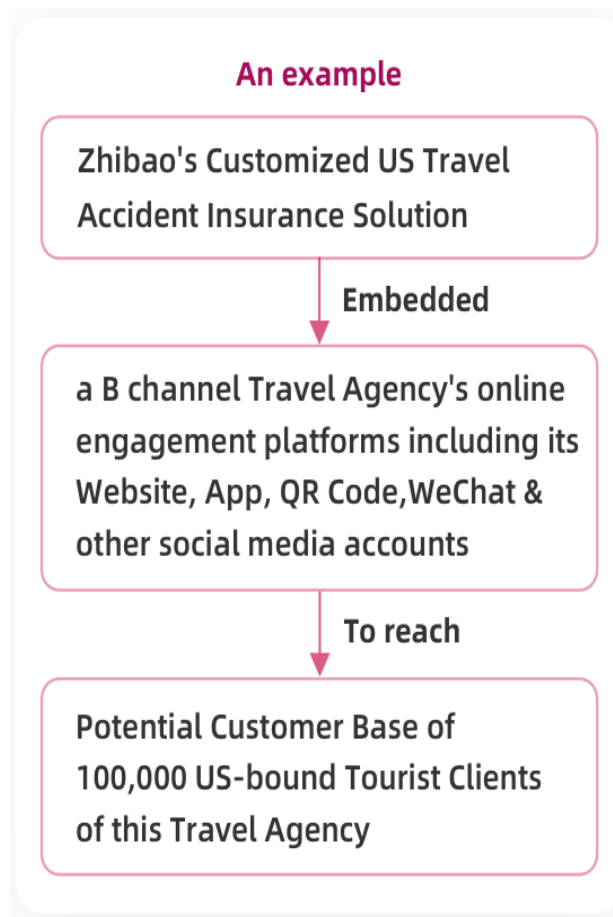 An example
Zhibao's Customized US Travel
Accident Insurance Solution
Embedded
a B channel Travel Agency's online
engagement platforms including its
Website, App, QR Code,WeChat &
other social media accounts
To reach
Potential Customer Base of
100,000 US-bound Tourist Clients
of this Travel Agency